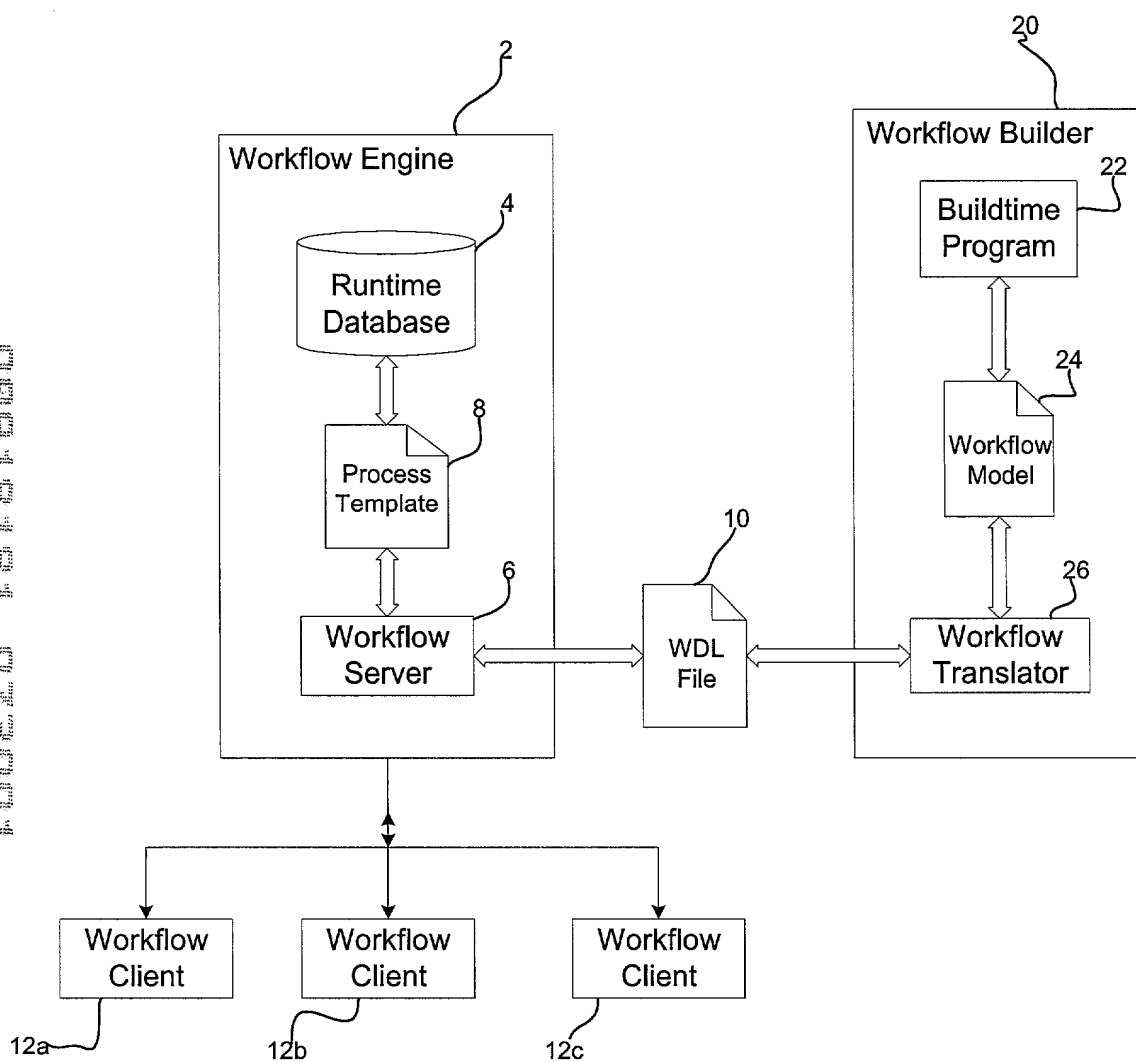 2
20
Workflow Engine
Workflow Builder
4
22
Runtime
Database
Buildtime
Program
8
24
Process
Template
Workflow
Model
6
10
26
Workflow
Server
WDL
File
Workflow
Translator
Workflow
Client
Workflow
Client
Workflow
Client
12a
12b
12c